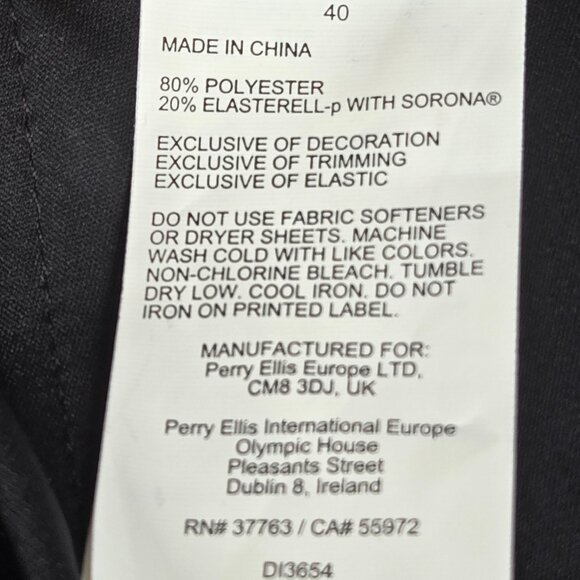 40
MADE IN CHINA
80% POLYESTER
20% ELASTERELL-p WITH SORONA®
EXCLUSIVE OF DECORATION
EXCLUSIVE OF TRIMMING
EXCLUSIVE OF ELASTIC
DO NOT USE FABRIC SOFTENERS
OR DRYER SHEETS. MACHINE
WASH COLD WITH LIKE COLORS.
NON-CHLORINE BLEACH. TUMBLE
DRY LOW. COOL IRON. DO NOT
IRON ON PRINTED LABEL.
MANUFACTURED FOR:
Perry Ellis Europe LTD,
CM8 3DJ, UK
Perry Ellis International Europe
Olympic House
Pleasants Street
Dublin 8, Ireland
RN# 37763 / CA# 55972
DI3654